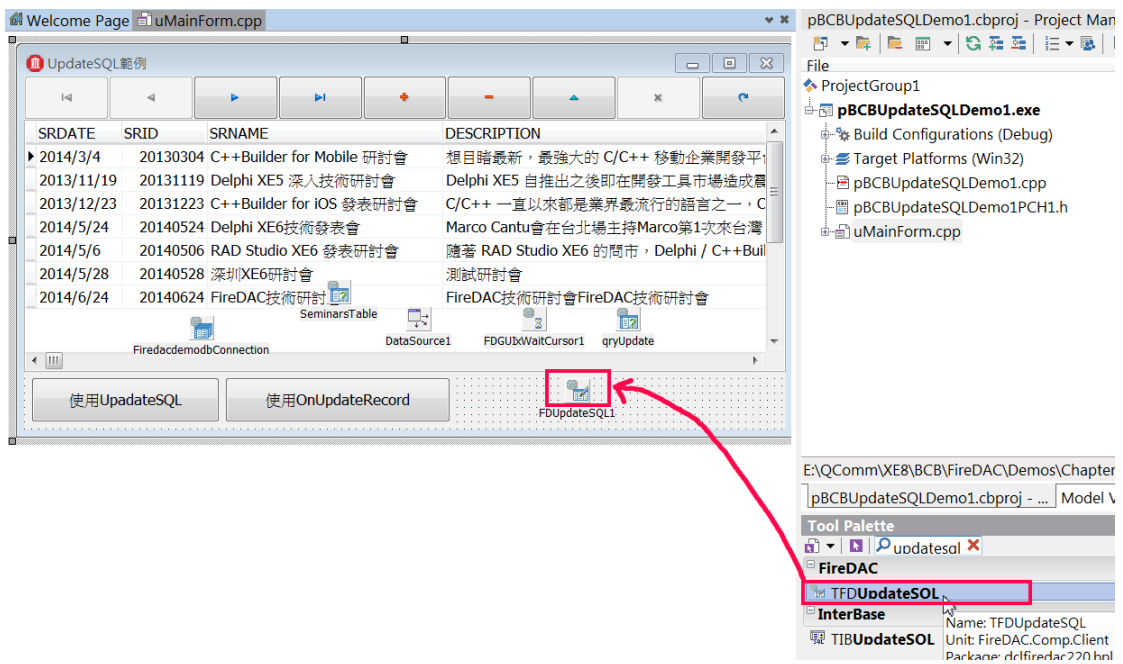 Welcome Page uMainForm.cpp
UpdateSQL範例
SRDATE SRID SRNAME DESCRIPTION
2014/3/4 20130304 C++Builder for Mobile 研討會 想目睹最新，最強大的 C/C++ 移動企業開發平
2013/11/19 20131119 Delphi XE5 深入技術研討會 Delphi XE5 自推出之後即在開發工具市場造成震
2013/12/23 20131223 C++Builder for iOS 發表研討會 C/C++ 一直以來都是業界最流行的語言之一，C
2014/5/24 20140524 Delphi XE6技術發表會 Marco Cantu會在台北場主持Marco第1次來台灣
2014/5/6 20140506 RAD Studio XE6 發表研討會 隨著 RAD Studio XE6 的問市，Delphi / C++Buil
2014/5/28 20140528 深圳XE6研討會 測試研討會
2014/6/24 20140624 FireDAC技術研討 FireDAC技術研討會FireDAC技術研討會
SeminarsTable
FiredacdemodbConnection DataSource1 FDGUIxWaitCursor1 qryUpdate
使用UpadateSQL 使用OnUpdateRecord FDUpdateSQL1
pBCBUpdateSQLDemo1.cbproj - Project Man
File
ProjectGroup1
pBCBUpdateSQLDemo1.exe
Build Configurations (Debug)
Target Platforms (Win32)
pBCBUpdateSQLDemo1.cpp
pBCBUpdateSQLDemo1PCH1.h
uMainForm.cpp
E:\QComm\XE8\BCB\FireDAC\Demos\Chapter
pBCBUpdateSQLDemo1.cbproj - ... Model V
Tool Palette
updatesql
FireDAC
TFDUpdateSQL
InterBase
TIBUpdateSQL
Name: TFDUpdateSQL
Unit: FireDAC.Comp.Client
Package: dclfiredac220.bpl